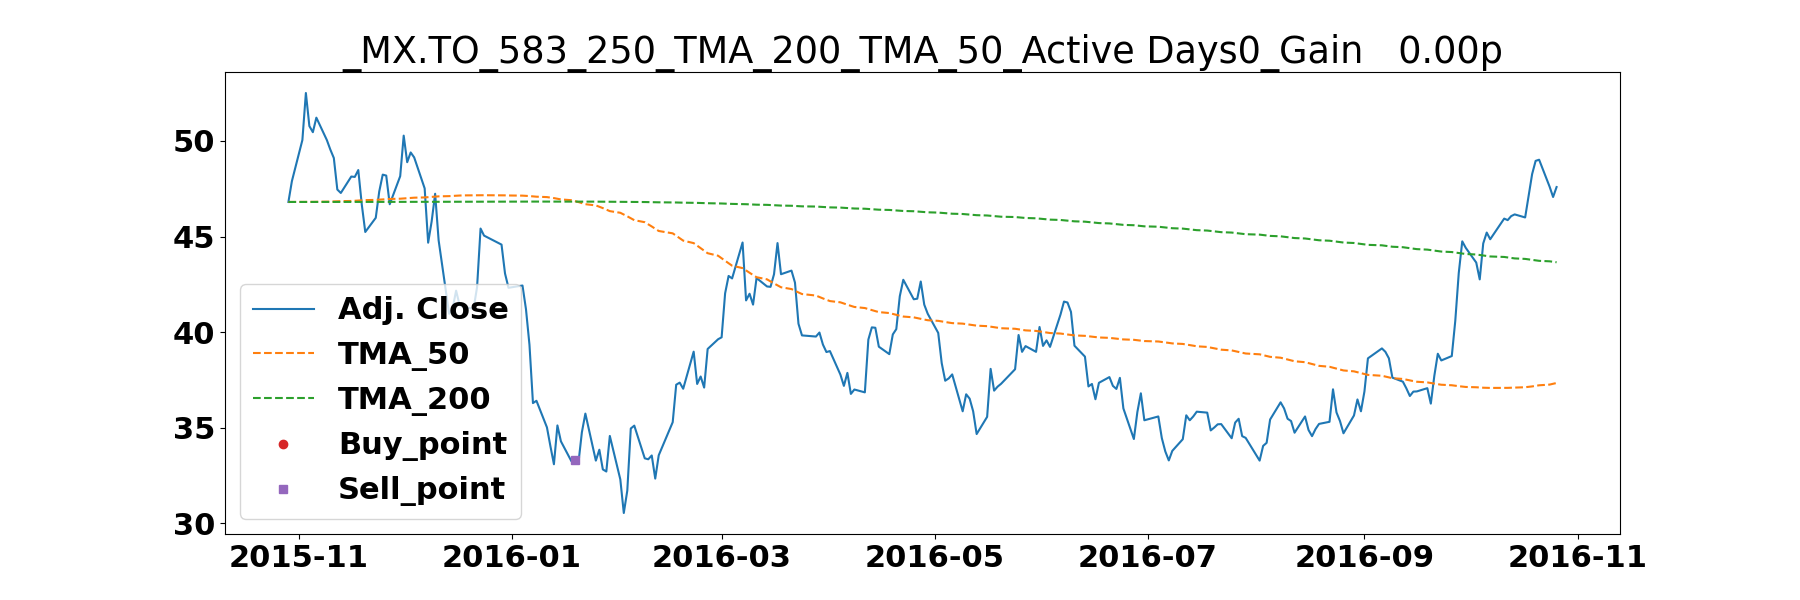 _MX.TO_583_250_TMA_200_TMA_50_Active Days0_Gain   0.00p
50
45
40
35
30
Adj. Close
TMA_50
TMA_200
Buy_point
Sell_point
2015-11 2016-01 2016-03 2016-05 2016-07 2016-09 2016-11